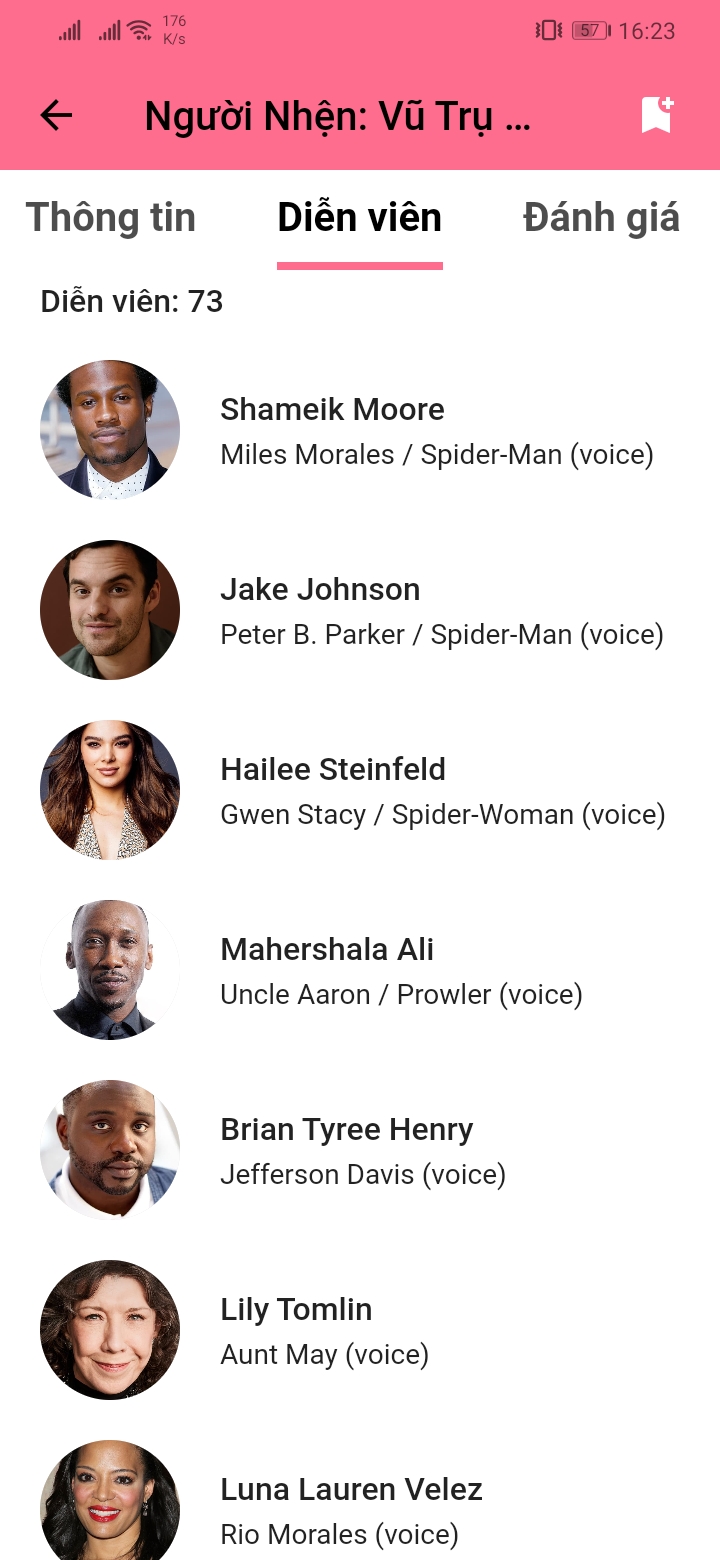 176
K/s
57
16:23
Người Nhện: Vũ Trụ ...
Thông tin
Diễn viên
Đánh giá
Diễn viên: 73
Shameik Moore
Miles Morales / Spider-Man (voice)
Jake Johnson
Peter B. Parker / Spider-Man (voice)
Hailee Steinfeld
Gwen Stacy / Spider-Woman (voice)
Mahershala Ali
Uncle Aaron / Prowler (voice)
Brian Tyree Henry
Jefferson Davis (voice)
Lily Tomlin
Aunt May (voice)
Luna Lauren Velez
Rio Morales (voice)